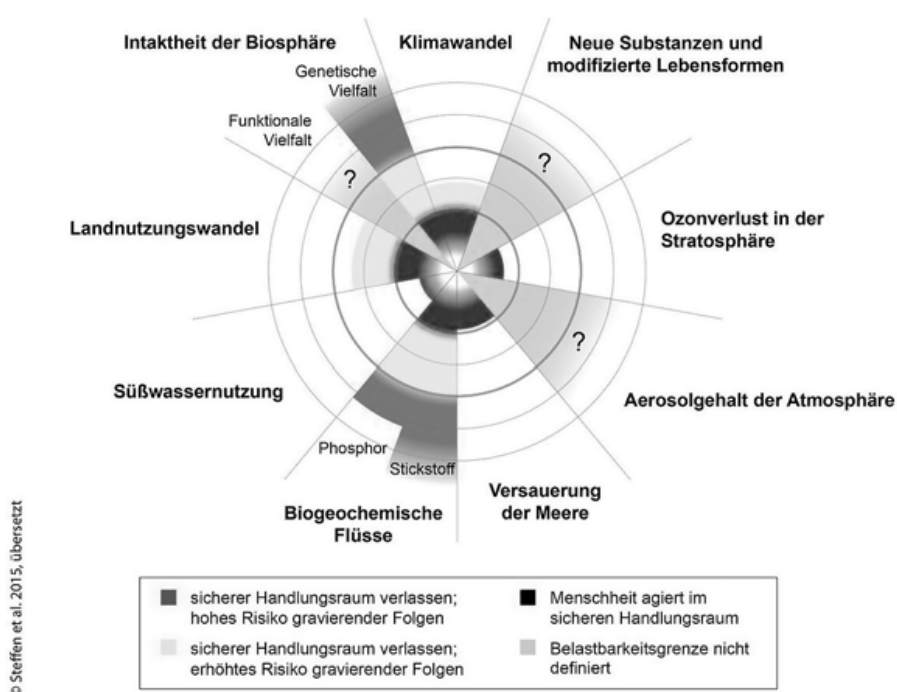 Intaktheit der Biosphäre
Klimawandel
Neue Substanzen und
modifizierte Lebensformen
Genetische
Vielfalt
Funktionale
Vielfalt
?
?
Landnutzungswandel
Ozonverlust in der
Stratosphäre
?
Süßwassernutzung
Aerosolgehalt der Atmosphäre
Phosphor
Stickstoff
Biogeochemische
Flüsse
Versauerung
der Meere
sicherer Handlungsraum verlassen;
hohes Risiko gravierender Folgen
sicherer Handlungsraum verlassen;
erhöhtes Risiko gravierender Folgen
Menschheit agiert im
sicheren Handlungsraum
Belastbarkeitsgrenze nicht
definiert
© Steffen et al. 2015, übersetzt